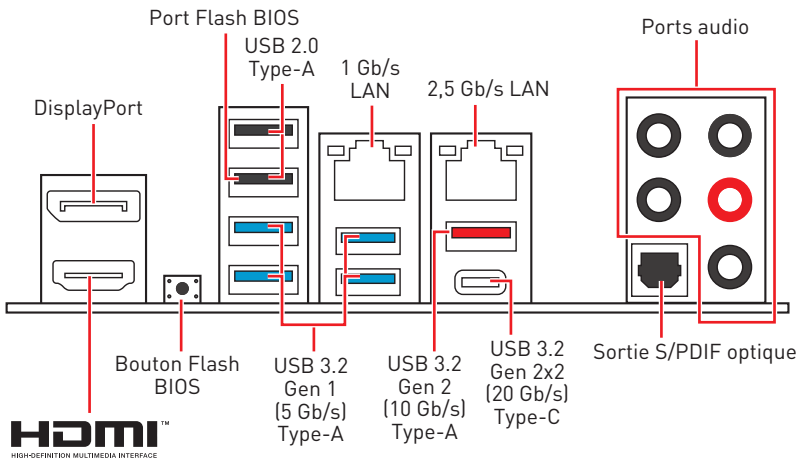 Port Flash BIOS
USB 2.0
Type-A
1 Gb/s
LAN
2,5 Gb/s LAN
Ports audio
DisplayPort
Bouton Flash
BIOS
USB 3.2
Gen 1
(5 Gb/s)
Type-A
USB 3.2
Gen 2
(10 Gb/s)
Type-A
USB 3.2
Gen 2x2
(20 Gb/s)
Type-C
Sortie S/PDIF optique
HDMI™
HIGH-DEFINITION MULTIMEDIA INTERFACE